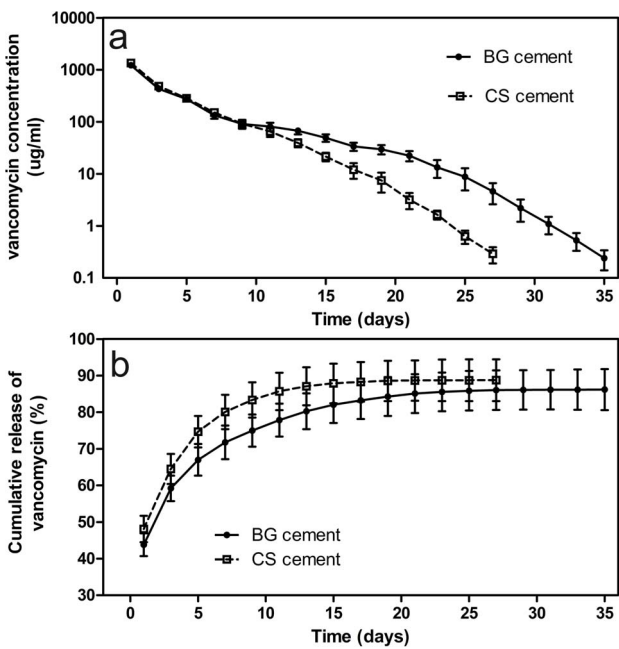 a
10000
1000
100
10
1
0.1
vancomycin concentration
(ug/ml)
BG cement
CS cement
0 5 10 15 20 25 30 35
Time (days)
b
100
90
80
70
60
50
40
30
Cumulative release of
vancomycin (%)
BG cement
CS cement
0 5 10 15 20 25 30 35
Time (days)